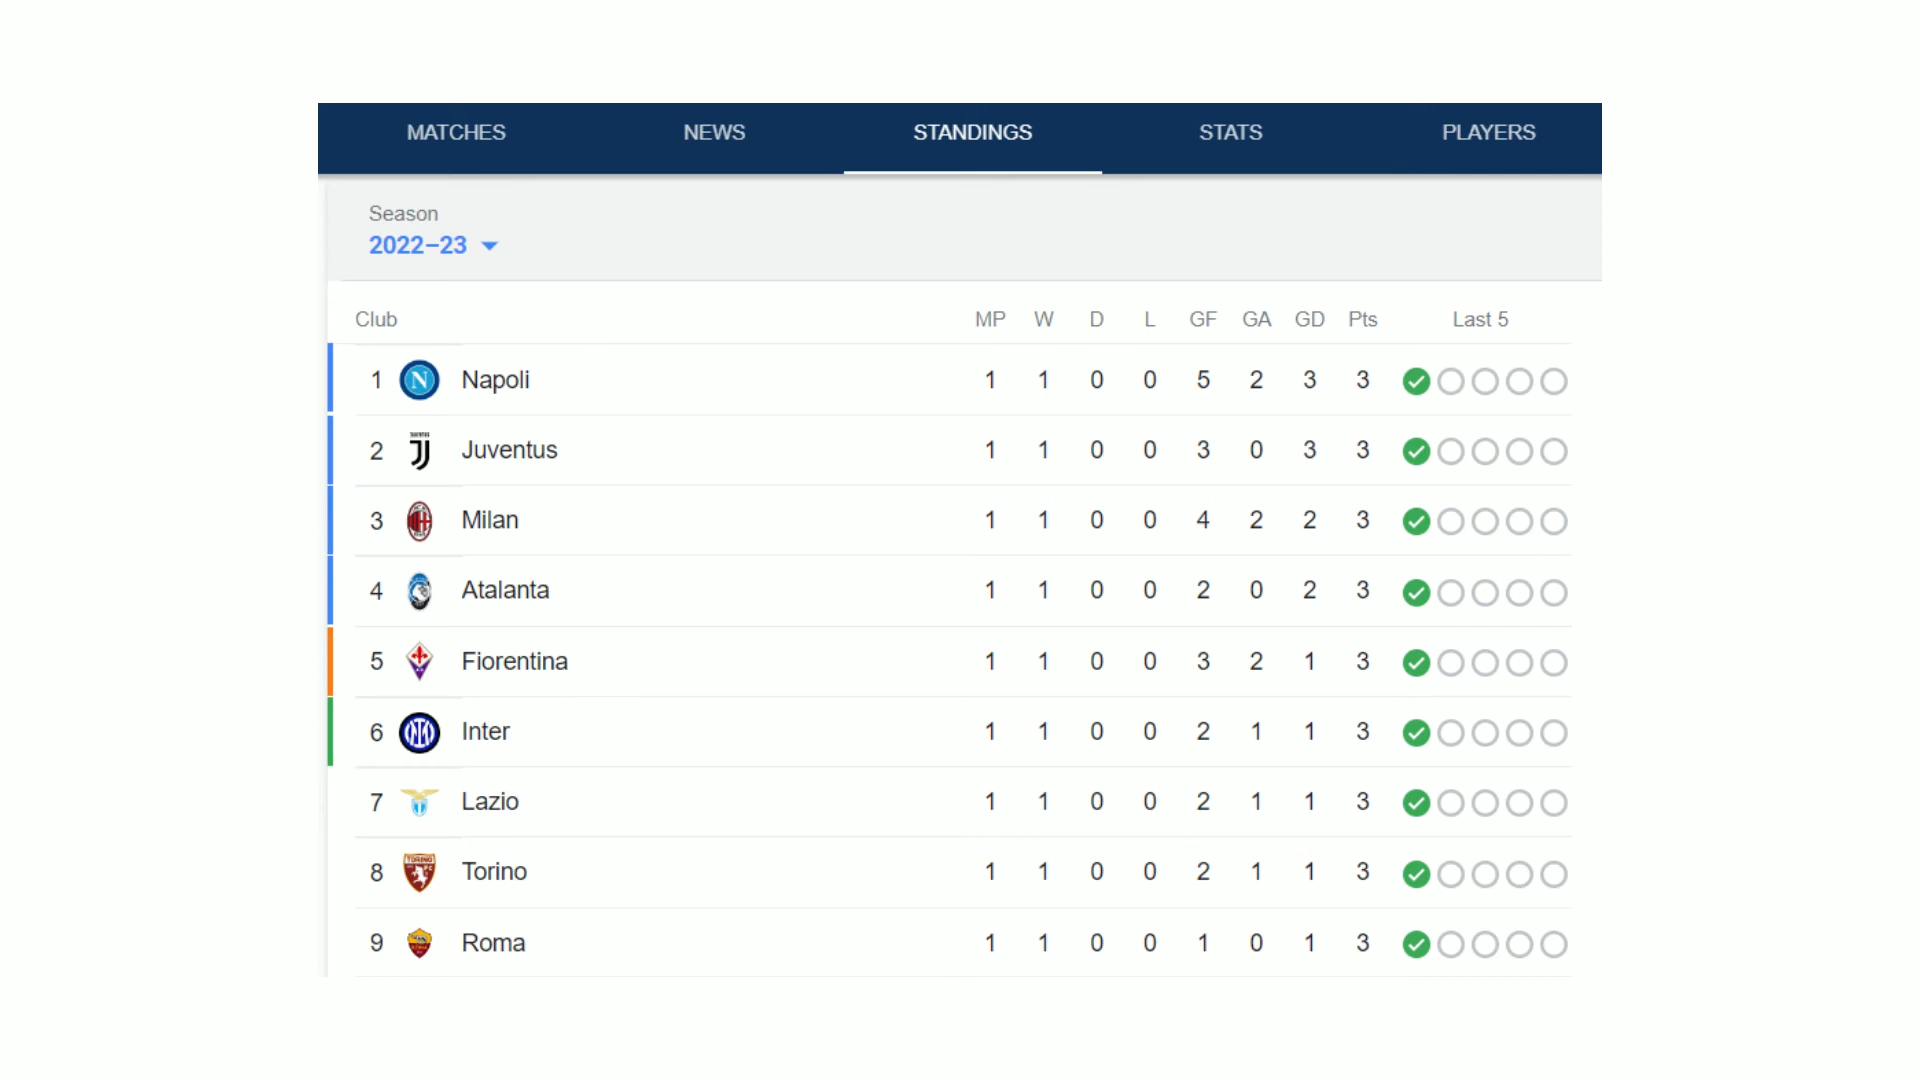 MATCHES NEWS STANDINGS STATS PLAYERS
Season
2022–23
Club MP W D L GF GA GD Pts Last 5
1 Napoli 1 1 0 0 5 2 3 3
2 Juventus 1 1 0 0 3 0 3 3
3 Milan 1 1 0 0 4 2 2 3
4 Atalanta 1 1 0 0 2 0 2 3
5 Fiorentina 1 1 0 0 3 2 1 3
6 Inter 1 1 0 0 2 1 1 3
7 Lazio 1 1 0 0 2 1 1 3
8 Torino 1 1 0 0 2 1 1 3
9 Roma 1 1 0 0 1 0 1 3